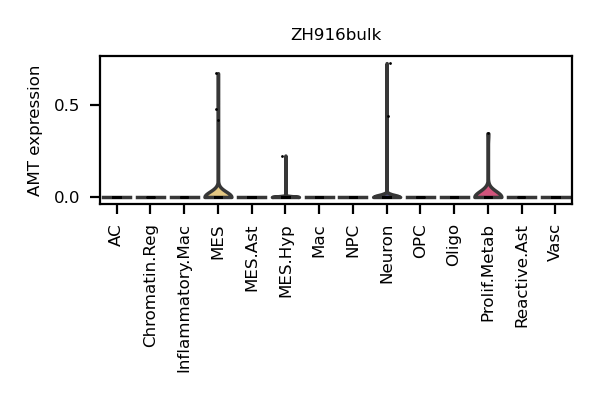 ZH916bulk
AMT expression
0.5
0.0
AC
Chromatin.Reg
Inflammatory.Mac
MES
MES.Ast
MES.Hyp
Mac
NPC
Neuron
OPC
Oligo
Prolif.Metab
Reactive.Ast
Vasc